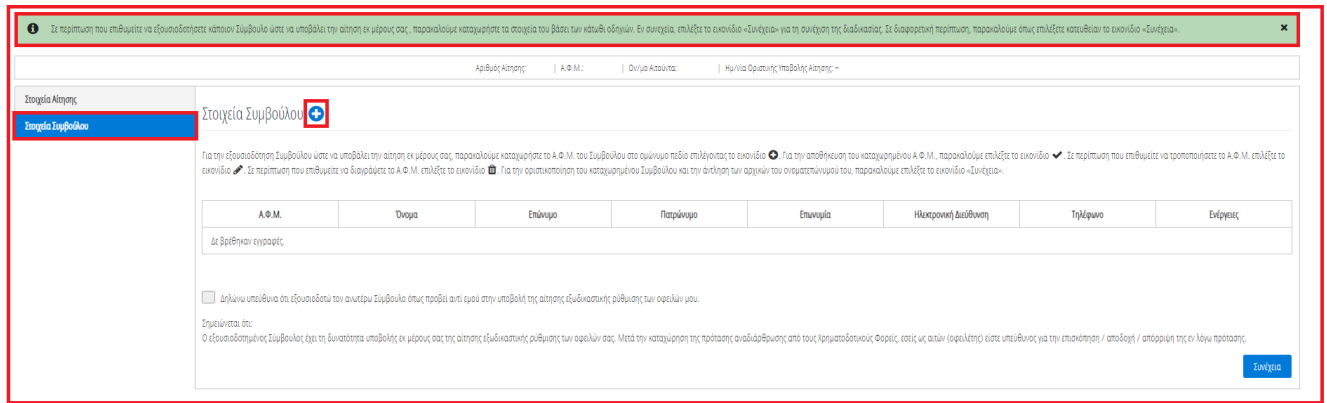 Σε περίπτωση που επιθυμείτε να εξουσιοδοτήσετε κάποιον Σύμβουλο ώστε να υποβάλει την αίτηση εκ μέρους σας , παρακαλούμε καταχωρήστε τα στοιχεία του βάσει των κάτωθι οδηγιών. Εν συνεχεία, επιλέξτε το εικονίδιο «Συνέχεια» για τη συνέχιση της διαδικασίας. Σε διαφορετική περίπτωση, παρακαλούμε όπως επιλέξετε κατευθείαν το εικονίδιο «Συνέχεια».
Αριθμός Αίτησης: | Α.Φ.Μ.: | Ον/μο Αιτούντα: | Ημ/νία Οριστικής Υποβολής Αίτησης: –
Στοιχεία Αίτησης
Στοιχεία Συμβούλου
Στοιχεία Συμβούλου
Για την εξουσιοδότηση Συμβούλου ώστε να υποβάλει την αίτηση εκ μέρους σας, παρακαλούμε καταχωρήστε το Α.Φ.Μ. του Συμβούλου στο ομώνυμο πεδίο επιλέγοντας το εικονίδιο . Για την αποθήκευση του καταχωρημένου Α.Φ.Μ., παρακαλούμε επιλέξτε το εικονίδιο . Σε περίπτωση που επιθυμείτε να τροποποιήσετε το Α.Φ.Μ. επιλέξτε το
εικονίδιο . Σε περίπτωση που επιθυμείτε να διαγράψετε το Α.Φ.Μ. επιλέξτε το εικονίδιο . Για την οριστικοποίηση του καταχωρημένου Συμβούλου και την άντληση των αρχικών του ονοματεπώνυμού του, παρακαλούμε επιλέξτε το εικονίδιο «Συνέχεια».
Α.Φ.Μ. Όνομα Επώνυμο Πατρώνυμο Επωνυμία Ηλεκτρονική Διεύθυνση Τηλέφωνο Ενέργειες
Δε βρέθηκαν εγγραφές.
Δηλώνω υπεύθυνα ότι εξουσιοδοτώ τον ανωτέρω Σύμβουλο όπως προβεί αντί εμού στην υποβολή της αίτησης εξωδικαστικής ρύθμισης των οφειλών μου.
Σημειώνεται ότι:
Ο εξουσιοδοτημένος Σύμβουλος έχει τη δυνατότητα υποβολής εκ μέρους σας της αίτησης εξωδικαστικής ρύθμισης των οφειλών σας. Μετά την καταχώρηση της πρότασης αναδιάρθρωσης από τους Χρηματοδοτικούς Φορείς, εσείς ως αιτών (οφειλέτης) είστε υπεύθυνος για την επισκόπηση / αποδοχή / απόρριψη της εν λόγω πρότασης.
Συνέχεια